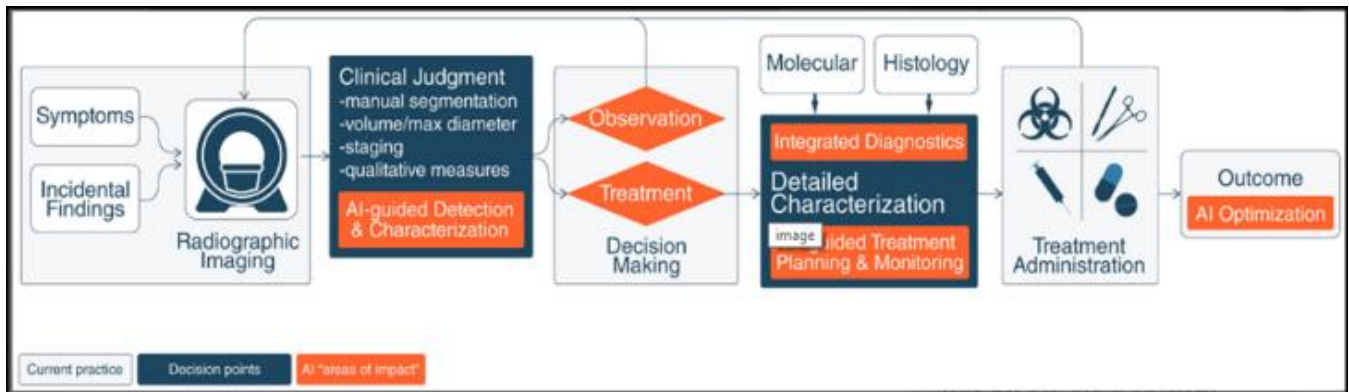 Symptoms
Incidental
Findings
Radiographic
Imaging
Clinical Judgment
-manual segmentation
-volume/max diameter
-staging
-qualitative measures
AI-guided Detection
& Characterization
Observation
Treatment
Decision
Making
Molecular
Histology
Integrated Diagnostics
Detailed
Characterization
image
uided Treatment
Planning & Monitoring
Treatment
Administration
Outcome
AI Optimization
Current practice
Decision points
AI "areas of impact"